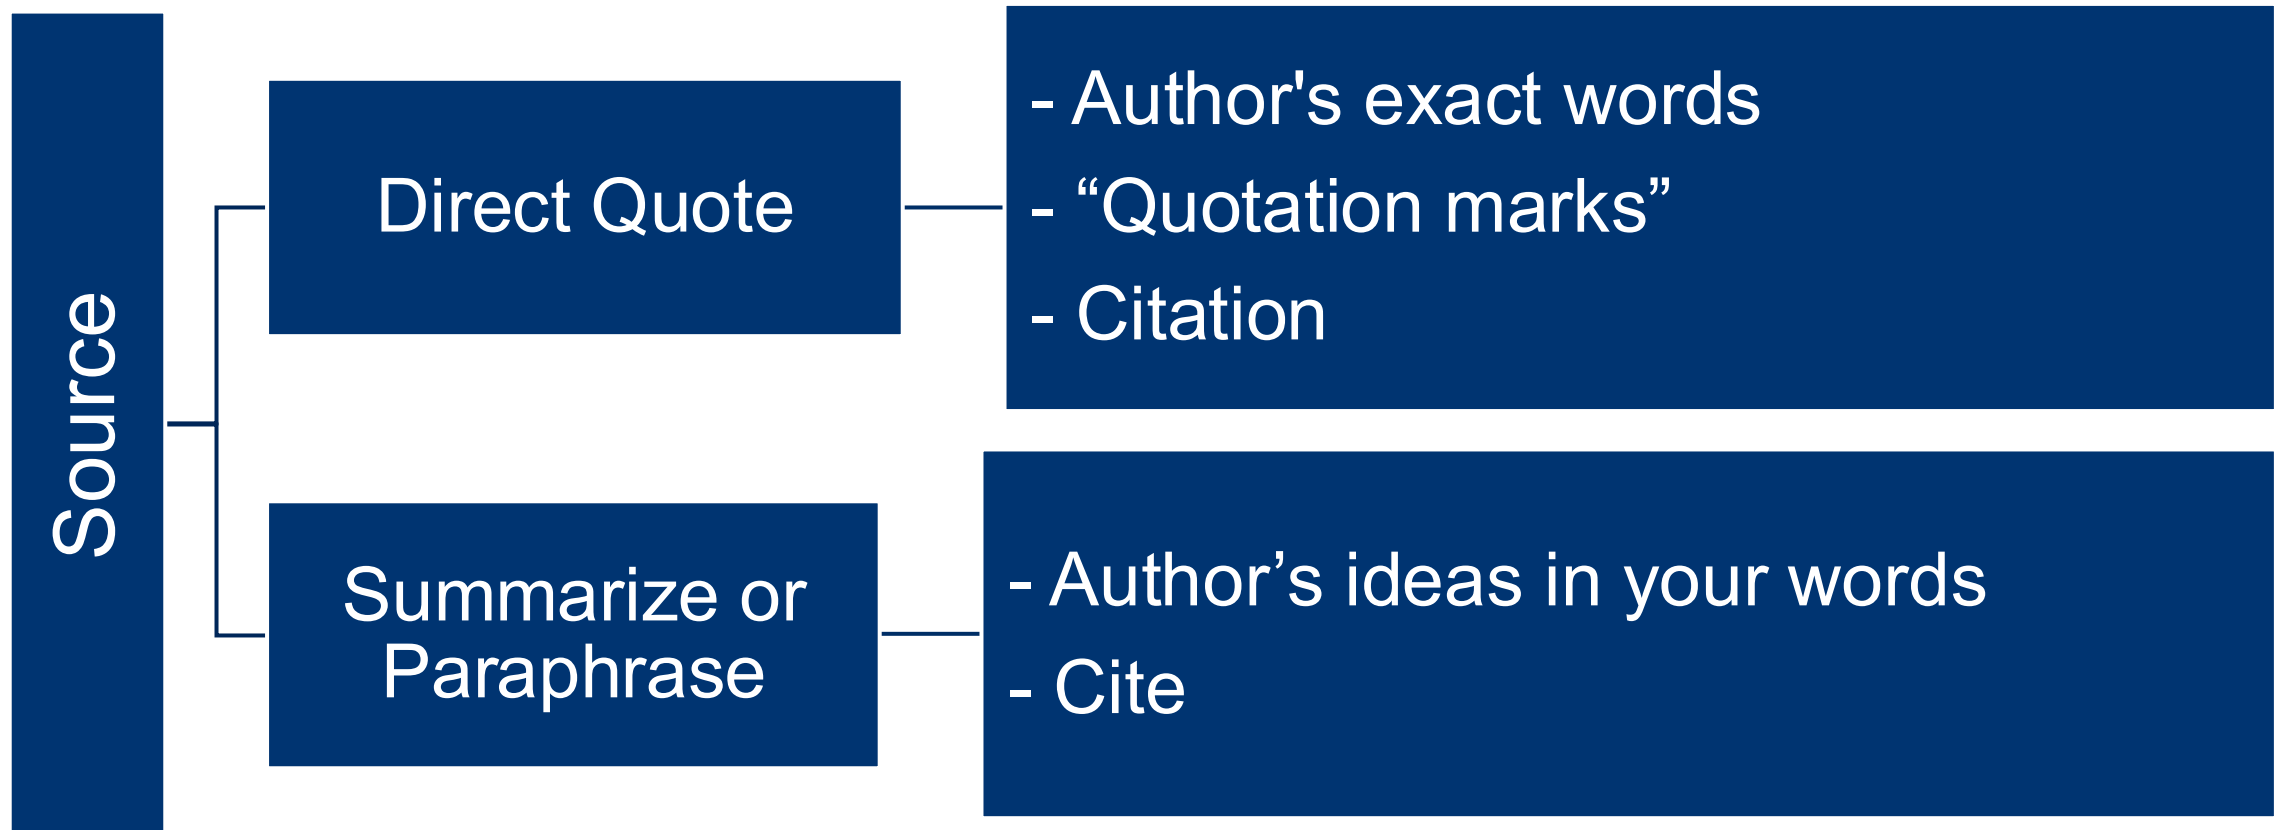 Source
Direct Quote
- Author's exact words
- “Quotation marks”
- Citation
Summarize or
Paraphrase
- Author’s ideas in your words
- Cite